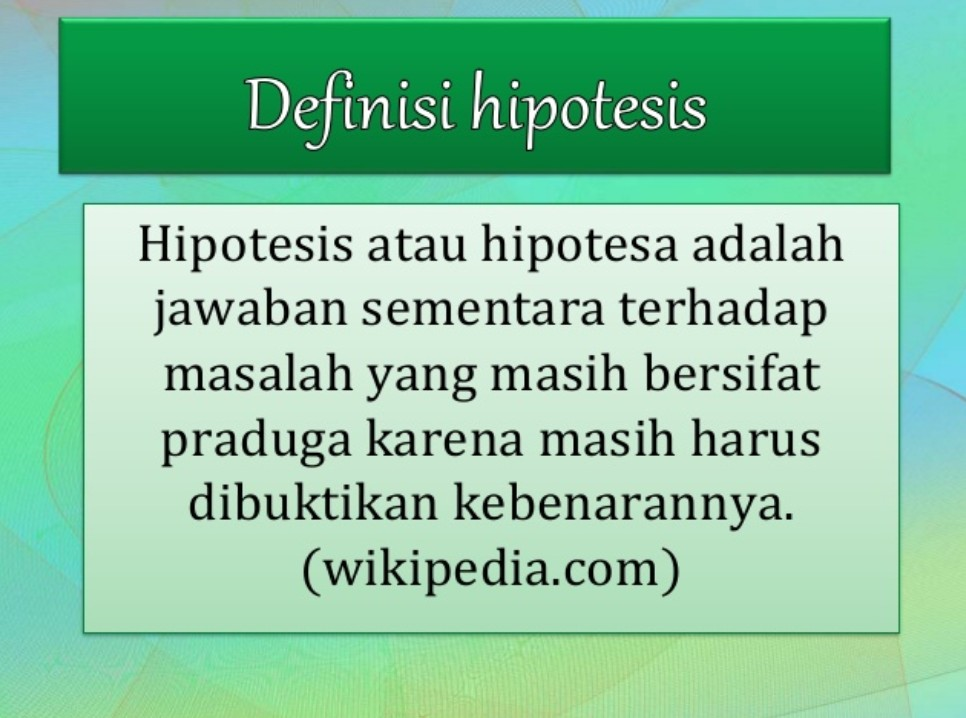 Definisi hipotesis
Hipotesis atau hipotesa adalah
jawaban sementara terhadap
masalah yang masih bersifat
praduga karena masih harus
dibuktikan kebenarannya.
(wikipedia.com)